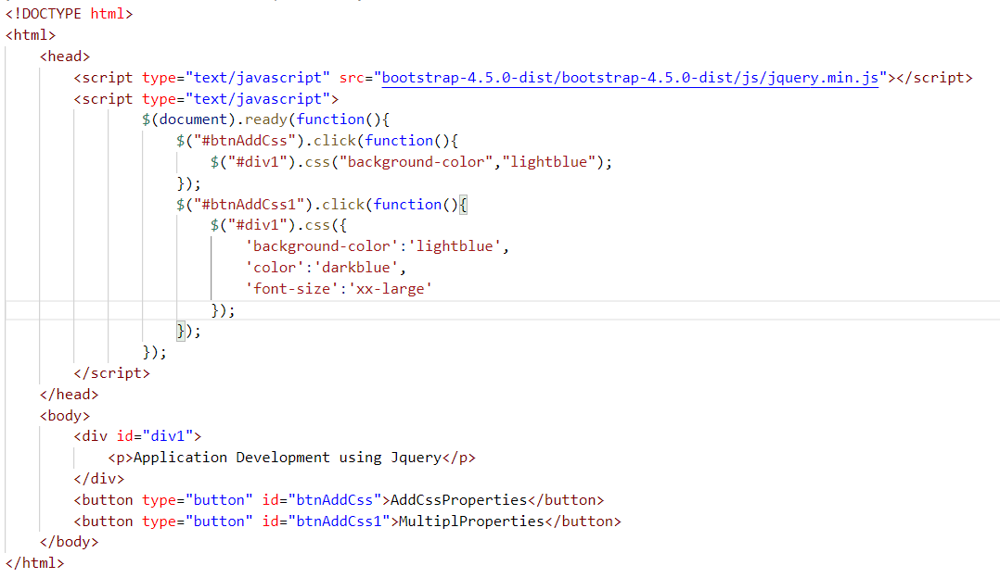 <!DOCTYPE html>
<html>
    <head>
        <script type="text/javascript" src="bootstrap-4.5.0-dist/bootstrap-4.5.0-dist/js/jquery.min.js"></script>
        <script type="text/javascript">
                $(document).ready(function(){
                    $("#btnAddCss").click(function(){
                        $("#div1").css("background-color","lightblue");
                    });
                    $("#btnAddCss1").click(function(){
                        $("#div1").css({
                            'background-color':'lightblue',
                            'color':'darkblue',
                            'font-size':'xx-large'
                        });
                    });
                });
        </script>
    </head>
    <body>
        <div id="div1">
            <p>Application Development using Jquery</p>
        </div>
        <button type="button" id="btnAddCss">AddCssProperties</button>
        <button type="button" id="btnAddCss1">MultiplProperties</button>
    </body>
</html>